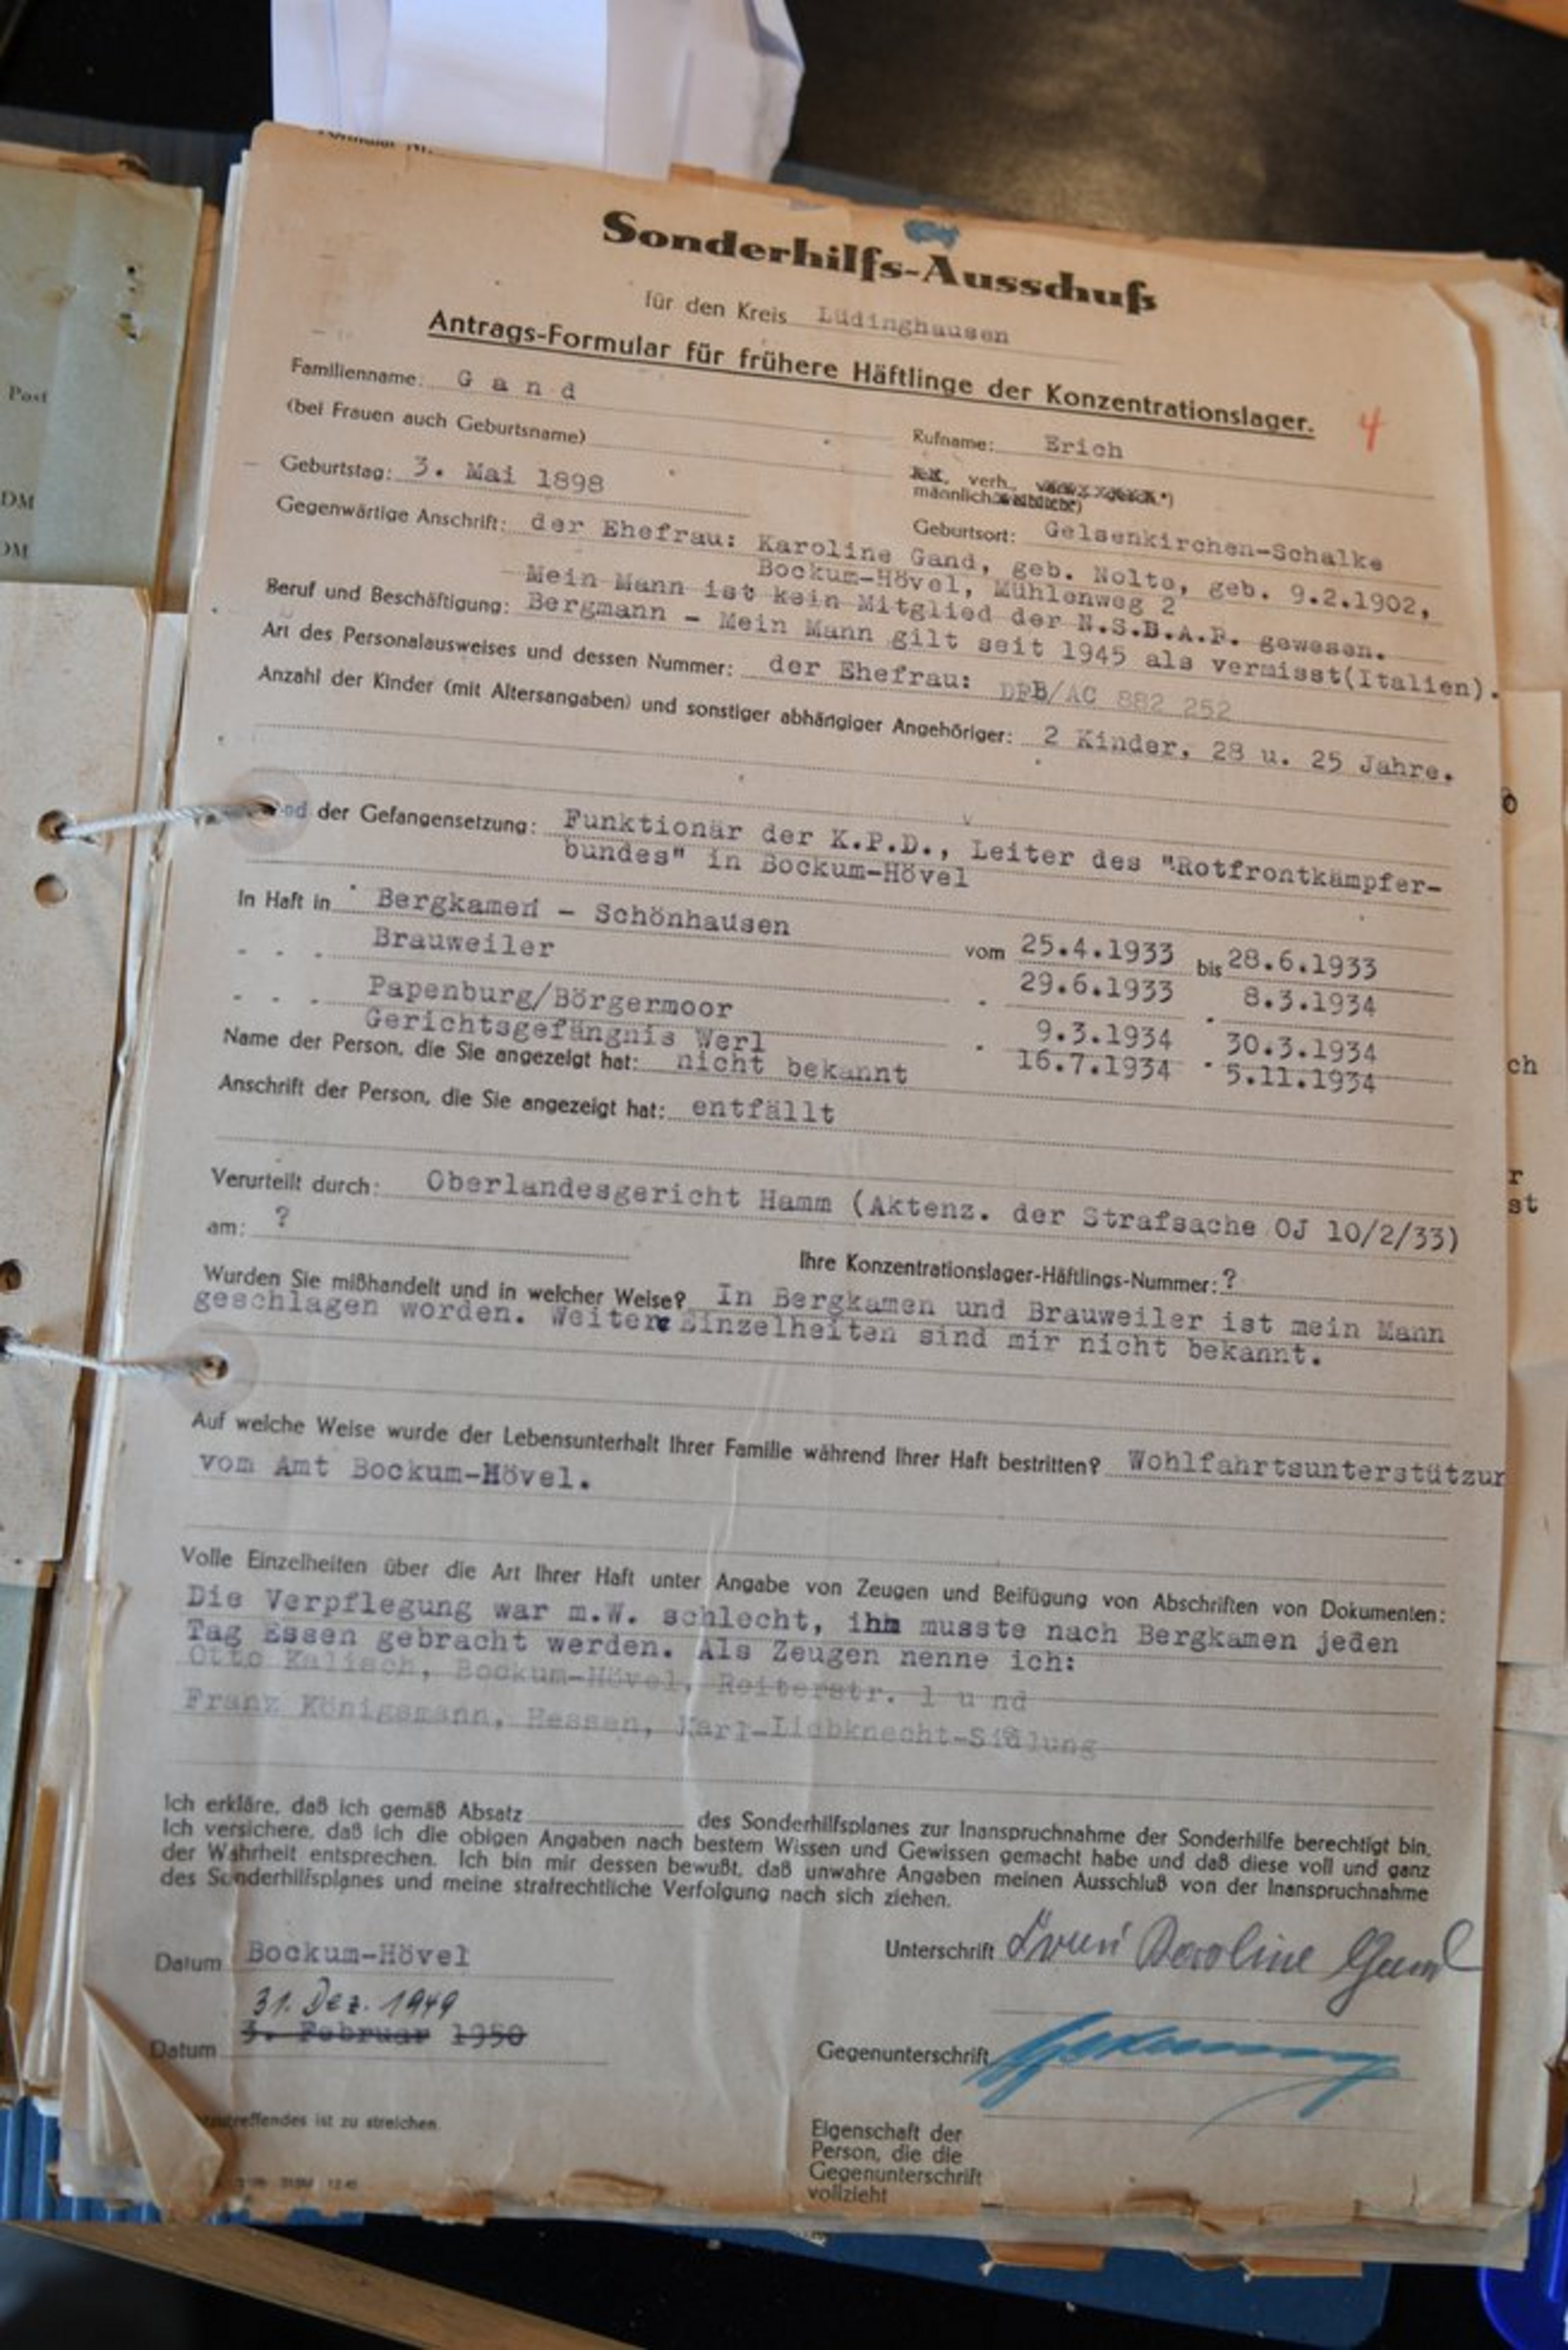 Post
DM
DM
Formular Nr.
Sonderhilfs-Ausschuß
für den Kreis Lüdinghausen
Antrags-Formular für frühere Häftlinge der Konzentrationslager.
4
Familienname: G a n d
Rufname: Erich
(bei Frauen auch Geburtsname)
verh.,
männlich
Geburtstag: 3. Mai 1898
Geburtsort: Gelsenkirchen-Schalke
Gegenwärtige Anschrift: der Ehefrau: Karoline Gand, geb. Nolte, geb. 9.2.1902,
Bockum-Hövel, Mühlenweg 2
Mein Mann ist kein Mitglied der N.S.D.A.P. gewesen.
Beruf und Beschäftigung: Bergmann - Mein Mann gilt seit 1945 als vermisst(Italien).
Art des Personalausweises und dessen Nummer: der Ehefrau: DPB/AC 882 252
Anzahl der Kinder (mit Altersangaben) und sonstiger abhängiger Angehöriger: 2 Kinder, 28 u. 25 Jahre.
der Gefangensetzung: Funktionär der K.P.D., Leiter des "Rotfrontkämpfer-
bundes" in Bockum-Hövel
In Haft in Bergkamen - Schönhausen vom 25.4.1933 bis 28.6.1933
Brauweiler 29.6.1933 8.3.1934
Papenburg/Börgermoor 9.3.1934 30.3.1934
Gerichtsgefängnis Werl 16.7.1934 5.11.1934
Name der Person, die Sie angezeigt hat: nicht bekannt
Anschrift der Person, die Sie angezeigt hat: entfällt
Verurteilt durch: Oberlandesgericht Hamm (Aktenz. der Strafsache OJ 10/2/33)
am: ?
Ihre Konzentrationslager-Häftlings-Nummer: ?
Wurden Sie mißhandelt und in welcher Weise? In Bergkamen und Brauweiler ist mein Mann
geschlagen worden. Weitere Einzelheiten sind mir nicht bekannt.
Auf welche Weise wurde der Lebensunterhalt Ihrer Familie während Ihrer Haft bestritten? Wohlfahrtsunterstützun
vom Amt Bockum-Hövel.
Volle Einzelheiten über die Art Ihrer Haft unter Angabe von Zeugen und Beifügung von Abschriften von Dokumenten:
Die Verpflegung war m.W. schlecht, ihm musste nach Bergkamen jeden
Tag Essen gebracht werden. Als Zeugen nenne ich:
Otto Kalisch, Bockum-Hövel, Reiterstr. 1 u nd
Franz Königsmann, Hessen, Karl-Liebknecht-Sidlung
Ich erkläre, daß ich gemäß Absatz des Sonderhilfsplanes zur Inanspruchnahme der Sonderhilfe berechtigt bin.
Ich versichere, daß ich die obigen Angaben nach bestem Wissen und Gewissen gemacht habe und daß diese voll und ganz
der Wahrheit entsprechen. Ich bin mir dessen bewußt, daß unwahre Angaben meinen Ausschluß von der Inanspruchnahme
des Sonderhilfsplanes und meine strafrechtliche Verfolgung nach sich ziehen.
Datum Bockum-Hövel
Unterschrift Frau Karoline Gand
31. Dez. 1949
Datum 3. Februar 1950
Gegenunterschrift
zutreffendes ist zu streichen.
Eigenschaft der
Person, die die
Gegenunterschrift
vollzieht
ch
r
st